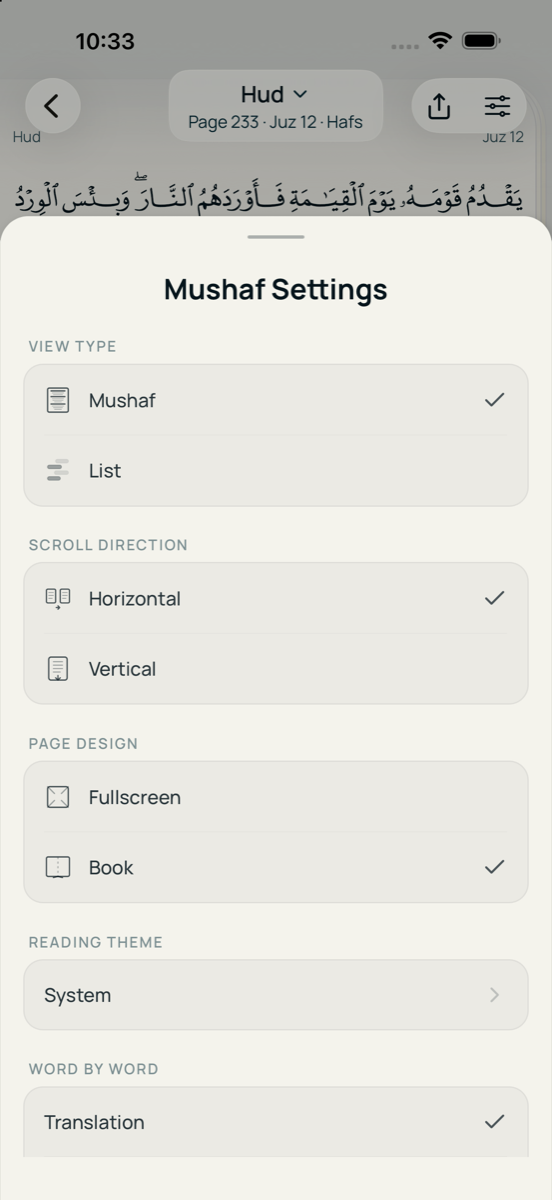 10:33
Hud
Page 233 · Juz 12 · Hafs
Hud
Juz 12
يَقْدُمُ قَوْمَهُۥ يَوْمَ ٱلْقِيَـٰمَةِ فَأَوْرَدَهُمُ ٱلنَّارَ ۖ وَبِئْسَ ٱلْوِرْدُ
Mushaf Settings
VIEW TYPE
Mushaf
List
SCROLL DIRECTION
Horizontal
Vertical
PAGE DESIGN
Fullscreen
Book
READING THEME
System
WORD BY WORD
Translation